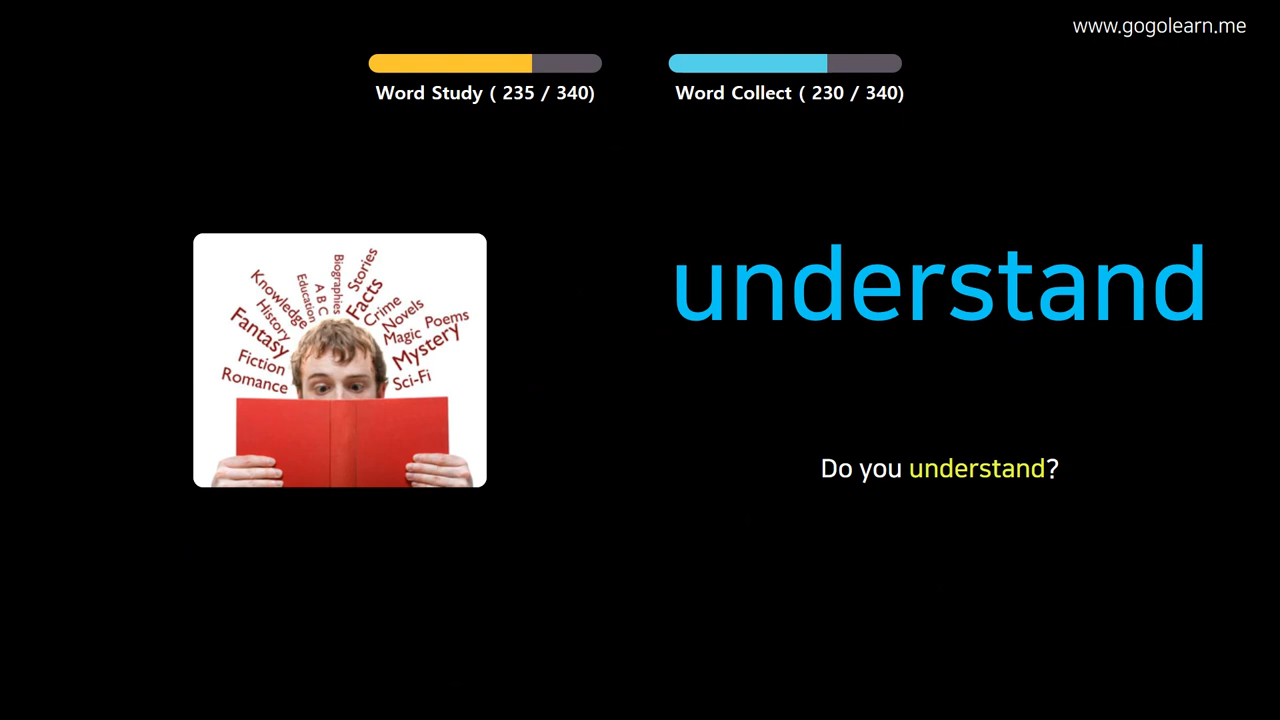 www.gogolearn.me
Word Study ( 235 / 340)
Word Collect ( 230 / 340)
understand
Do you understand?
Knowledge
History
Fantasy
Fiction
Romance
Education
A B C
Biographies
Stories
Facts
Crime
Novels
Magic
Poems
Mystery
Sci-Fi